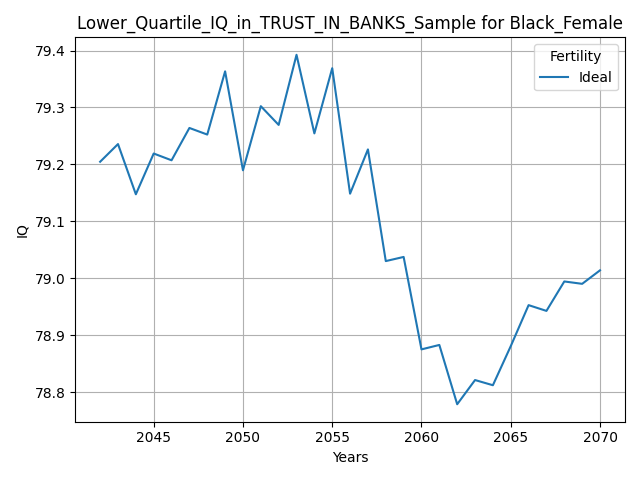 Lower_Quartile_IQ_in_TRUST_IN_BANKS_Sample for Black_Female
Fertility
Ideal
79.4
79.3
79.2
79.1
79.0
78.9
78.8
IQ
2045 2050 2055 2060 2065 2070
Years